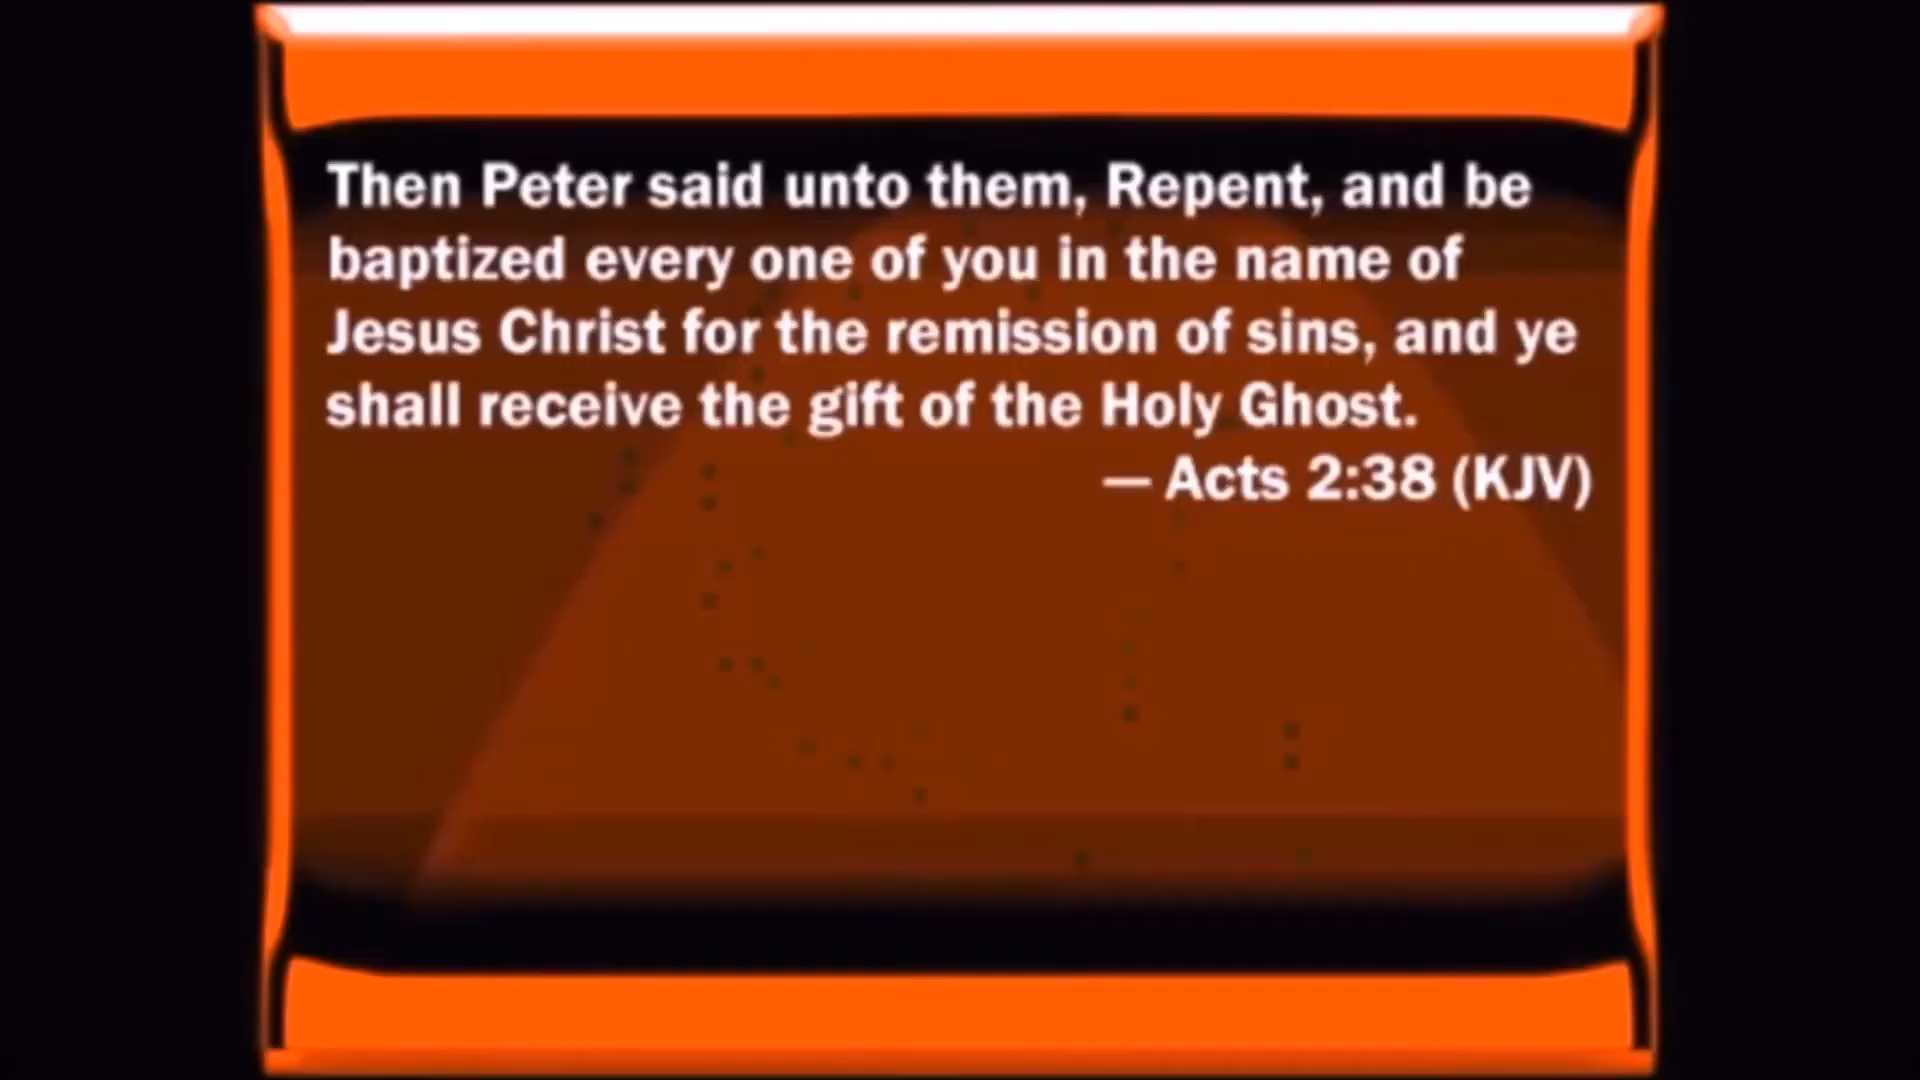 Then Peter said unto them, Repent, and be
baptized every one of you in the name of
Jesus Christ for the remission of sins, and ye
shall receive the gift of the Holy Ghost.
— Acts 2:38 (KJV)